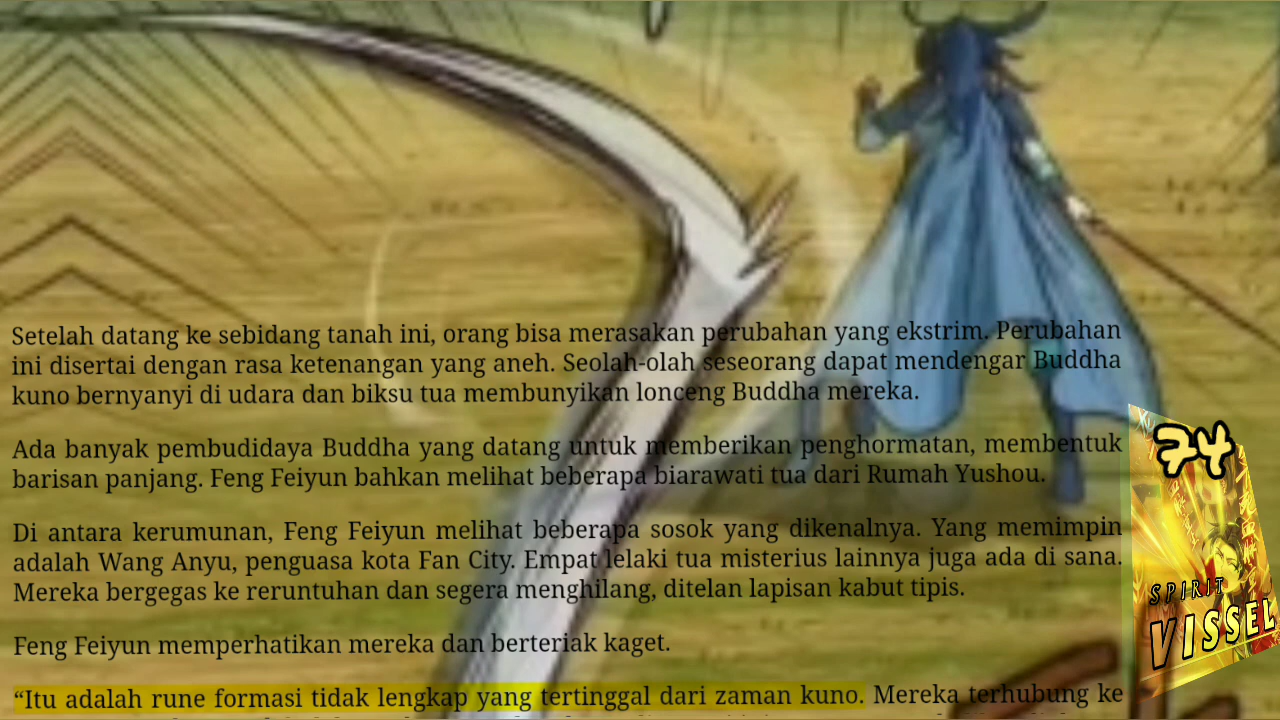 Setelah datang ke sebidang tanah ini, orang bisa merasakan perubahan yang ekstrim. Perubahan
ini disertai dengan rasa ketenangan yang aneh. Seolah-olah seseorang dapat mendengar Buddha
kuno bernyanyi di udara dan biksu tua membunyikan lonceng Buddha mereka.
Ada banyak pembudidaya Buddha yang datang untuk memberikan penghormatan, membentuk
barisan panjang. Feng Feiyun bahkan melihat beberapa biarawati tua dari Rumah Yushou.
Di antara kerumunan, Feng Feiyun melihat beberapa sosok yang dikenalnya. Yang memimpin
adalah Wang Anyu, penguasa kota Fan City. Empat lelaki tua misterius lainnya juga ada di sana.
Mereka bergegas ke reruntuhan dan segera menghilang, ditelan lapisan kabut tipis.
Feng Feiyun memperhatikan mereka dan berteriak kaget.
“Itu adalah rune formasi tidak lengkap yang tertinggal dari zaman kuno. Mereka terhubung ke
74
SPIRIT
VISSEL